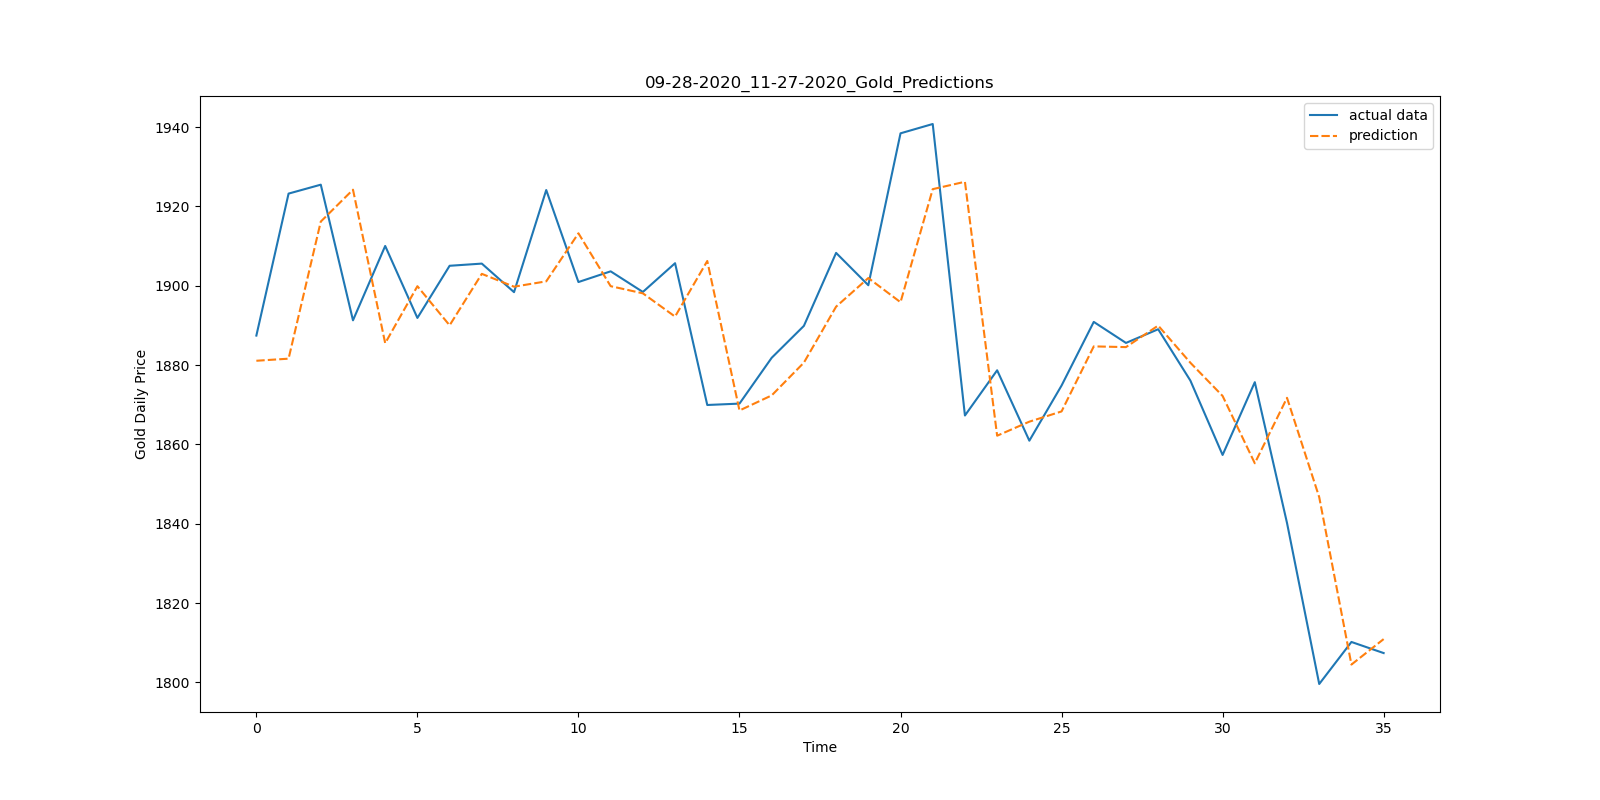 09-28-2020_11-27-2020_Gold_Predictions
actual data
prediction
1940
1920
1900
1880
1860
1840
1820
1800
Gold Daily Price
0 5 10 15 20 25 30 35
Time